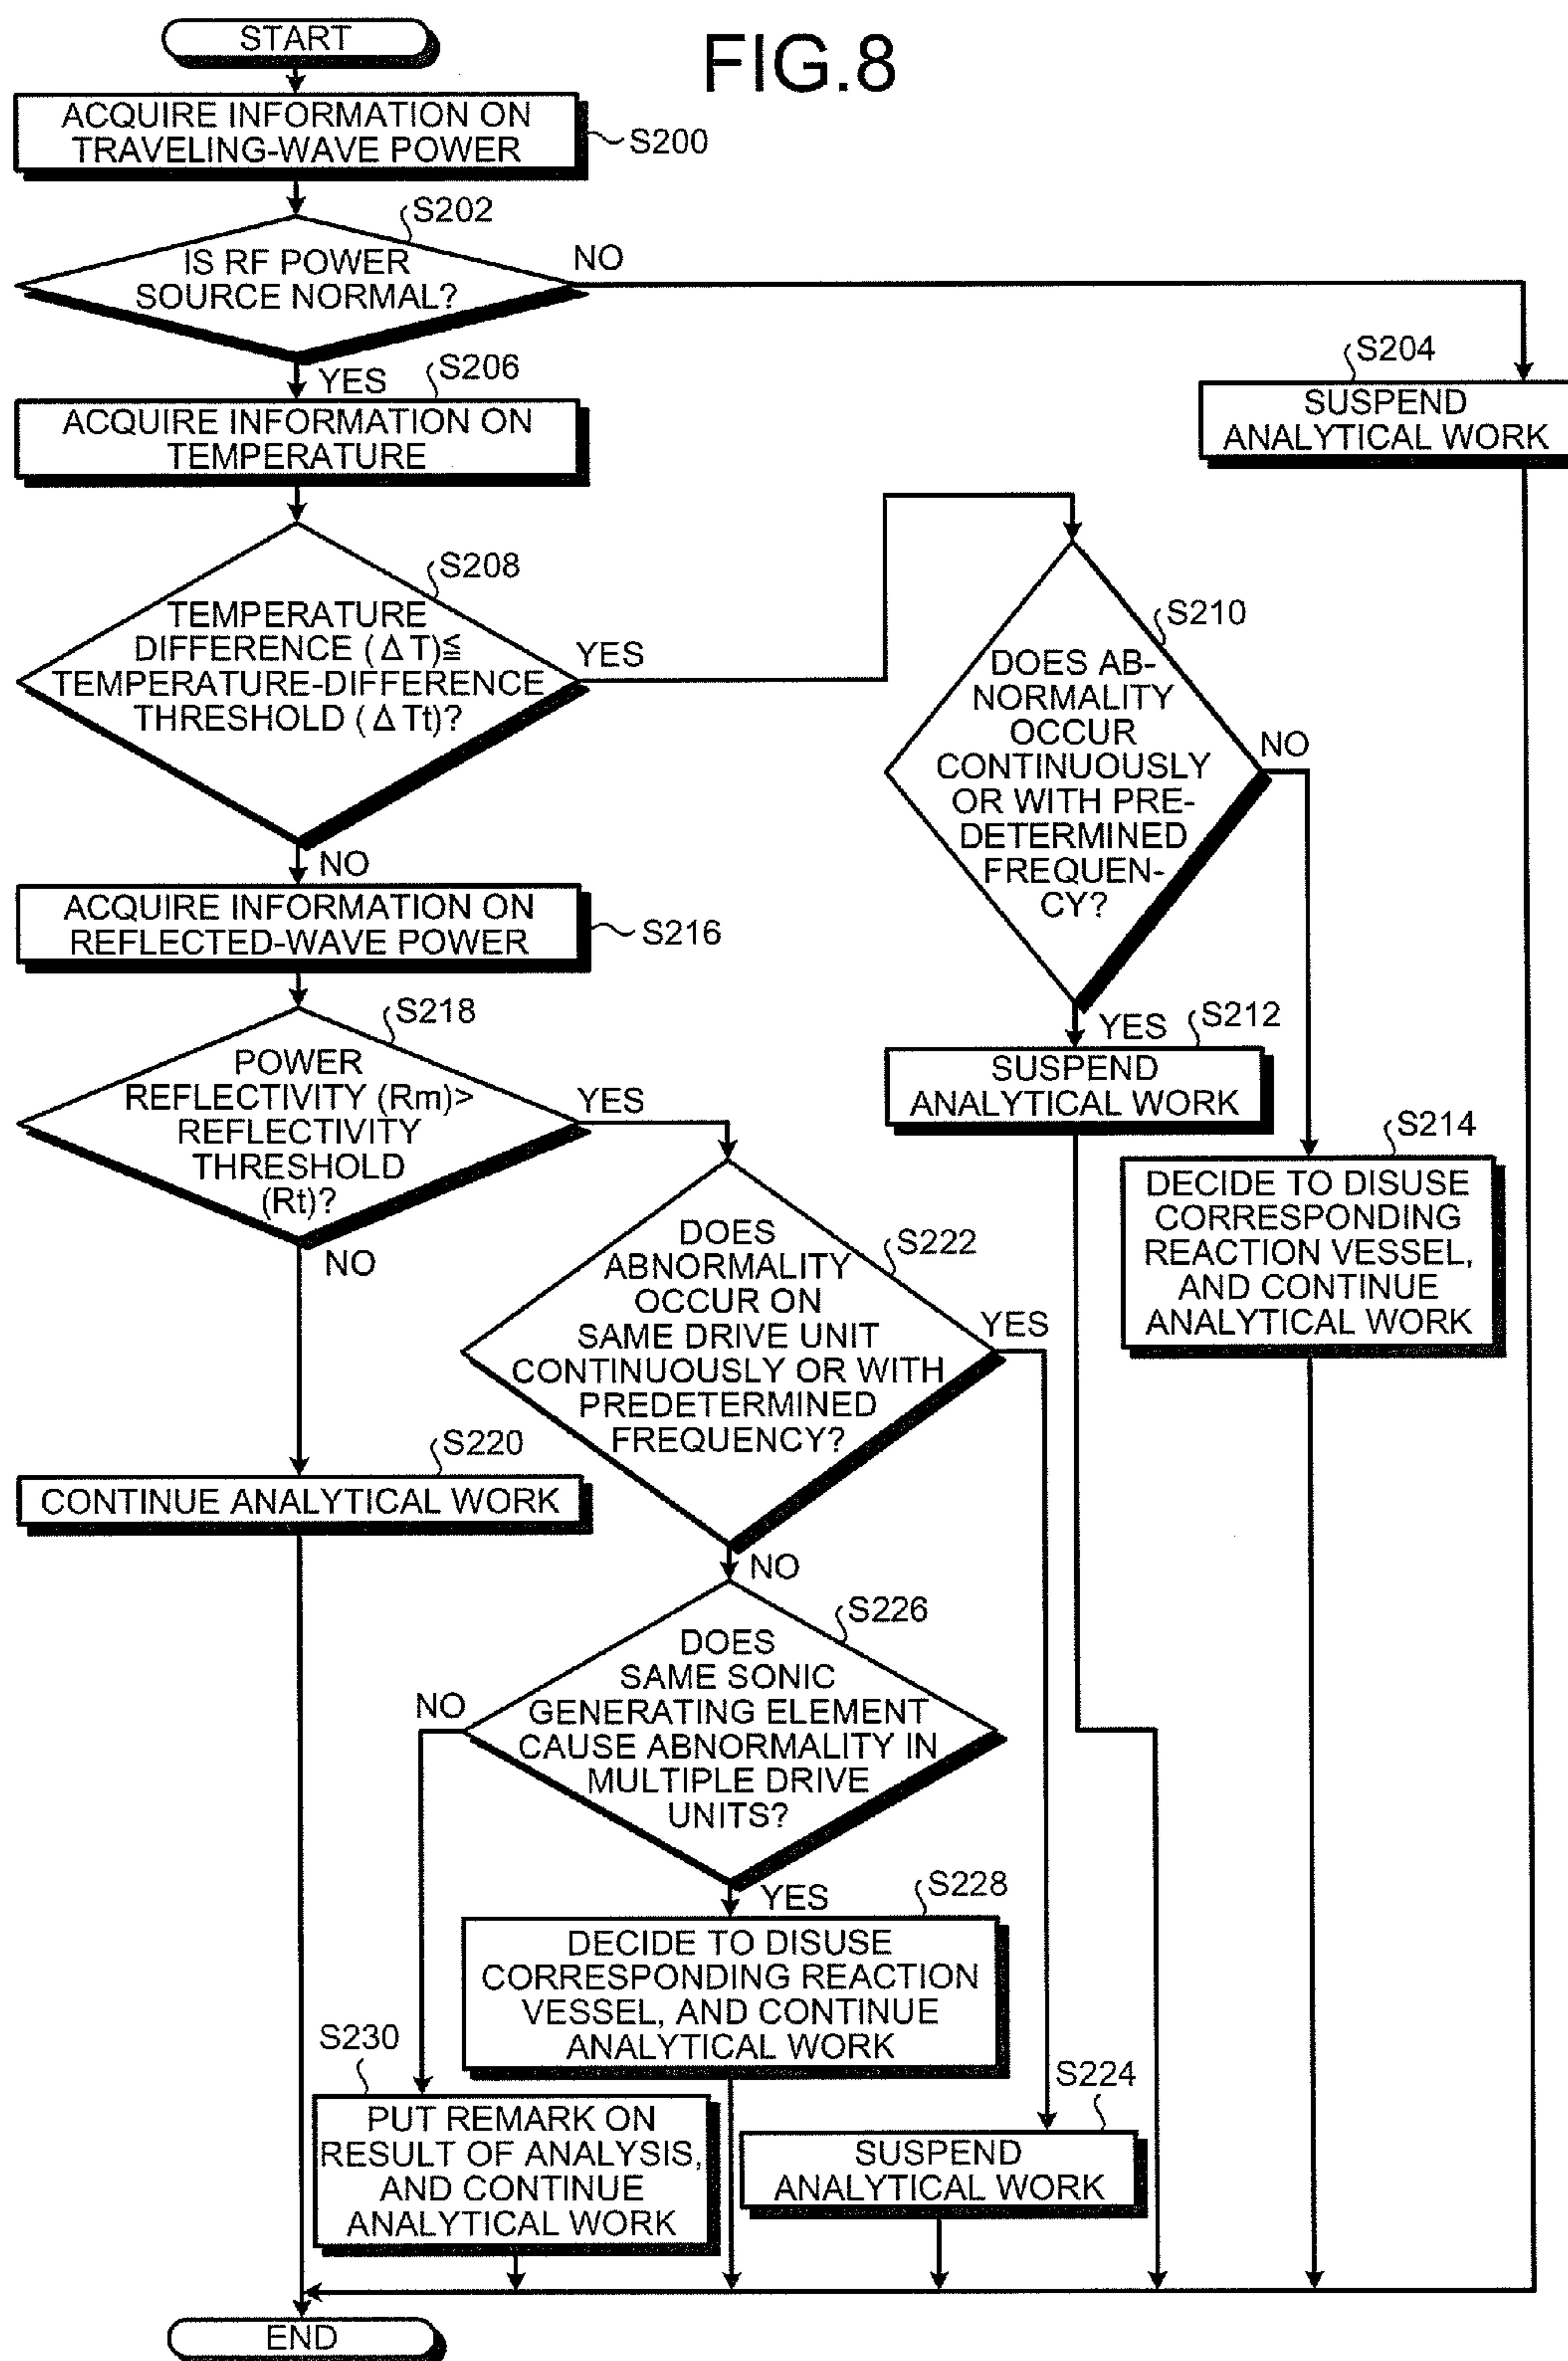 START
FIG.8
ACQUIRE INFORMATION ON
TRAVELING-WAVE POWER
S200
S202
IS RF POWER
SOURCE NORMAL?
NO
YES
S204
SUSPEND
ANALYTICAL WORK
S206
ACQUIRE INFORMATION ON
TEMPERATURE
S208
TEMPERATURE
DIFFERENCE (ΔT)≦
TEMPERATURE-DIFFERENCE
THRESHOLD (ΔTt)?
YES
NO
S210
DOES AB-
NORMALITY
OCCUR
CONTINUOUSLY
OR WITH PRE-
DETERMINED
FREQUEN-
CY?
NO
YES
S212
SUSPEND
ANALYTICAL WORK
S214
DECIDE TO DISUSE
CORRESPONDING
REACTION VESSEL,
AND CONTINUE
ANALYTICAL WORK
ACQUIRE INFORMATION ON
REFLECTED-WAVE POWER
S216
S218
POWER
REFLECTIVITY (Rm)>
REFLECTIVITY
THRESHOLD
(Rt)?
YES
NO
S220
CONTINUE ANALYTICAL WORK
S222
DOES
ABNORMALITY
OCCUR ON
SAME DRIVE UNIT
CONTINUOUSLY OR WITH
PREDETERMINED
FREQUENCY?
YES
NO
S226
DOES
SAME SONIC
GENERATING ELEMENT
CAUSE ABNORMALITY IN
MULTIPLE DRIVE
UNITS?
NO
YES
S228
DECIDE TO DISUSE
CORRESPONDING REACTION
VESSEL, AND CONTINUE
ANALYTICAL WORK
S230
PUT REMARK ON
RESULT OF ANALYSIS,
AND CONTINUE
ANALYTICAL WORK
S224
SUSPEND
ANALYTICAL WORK
END